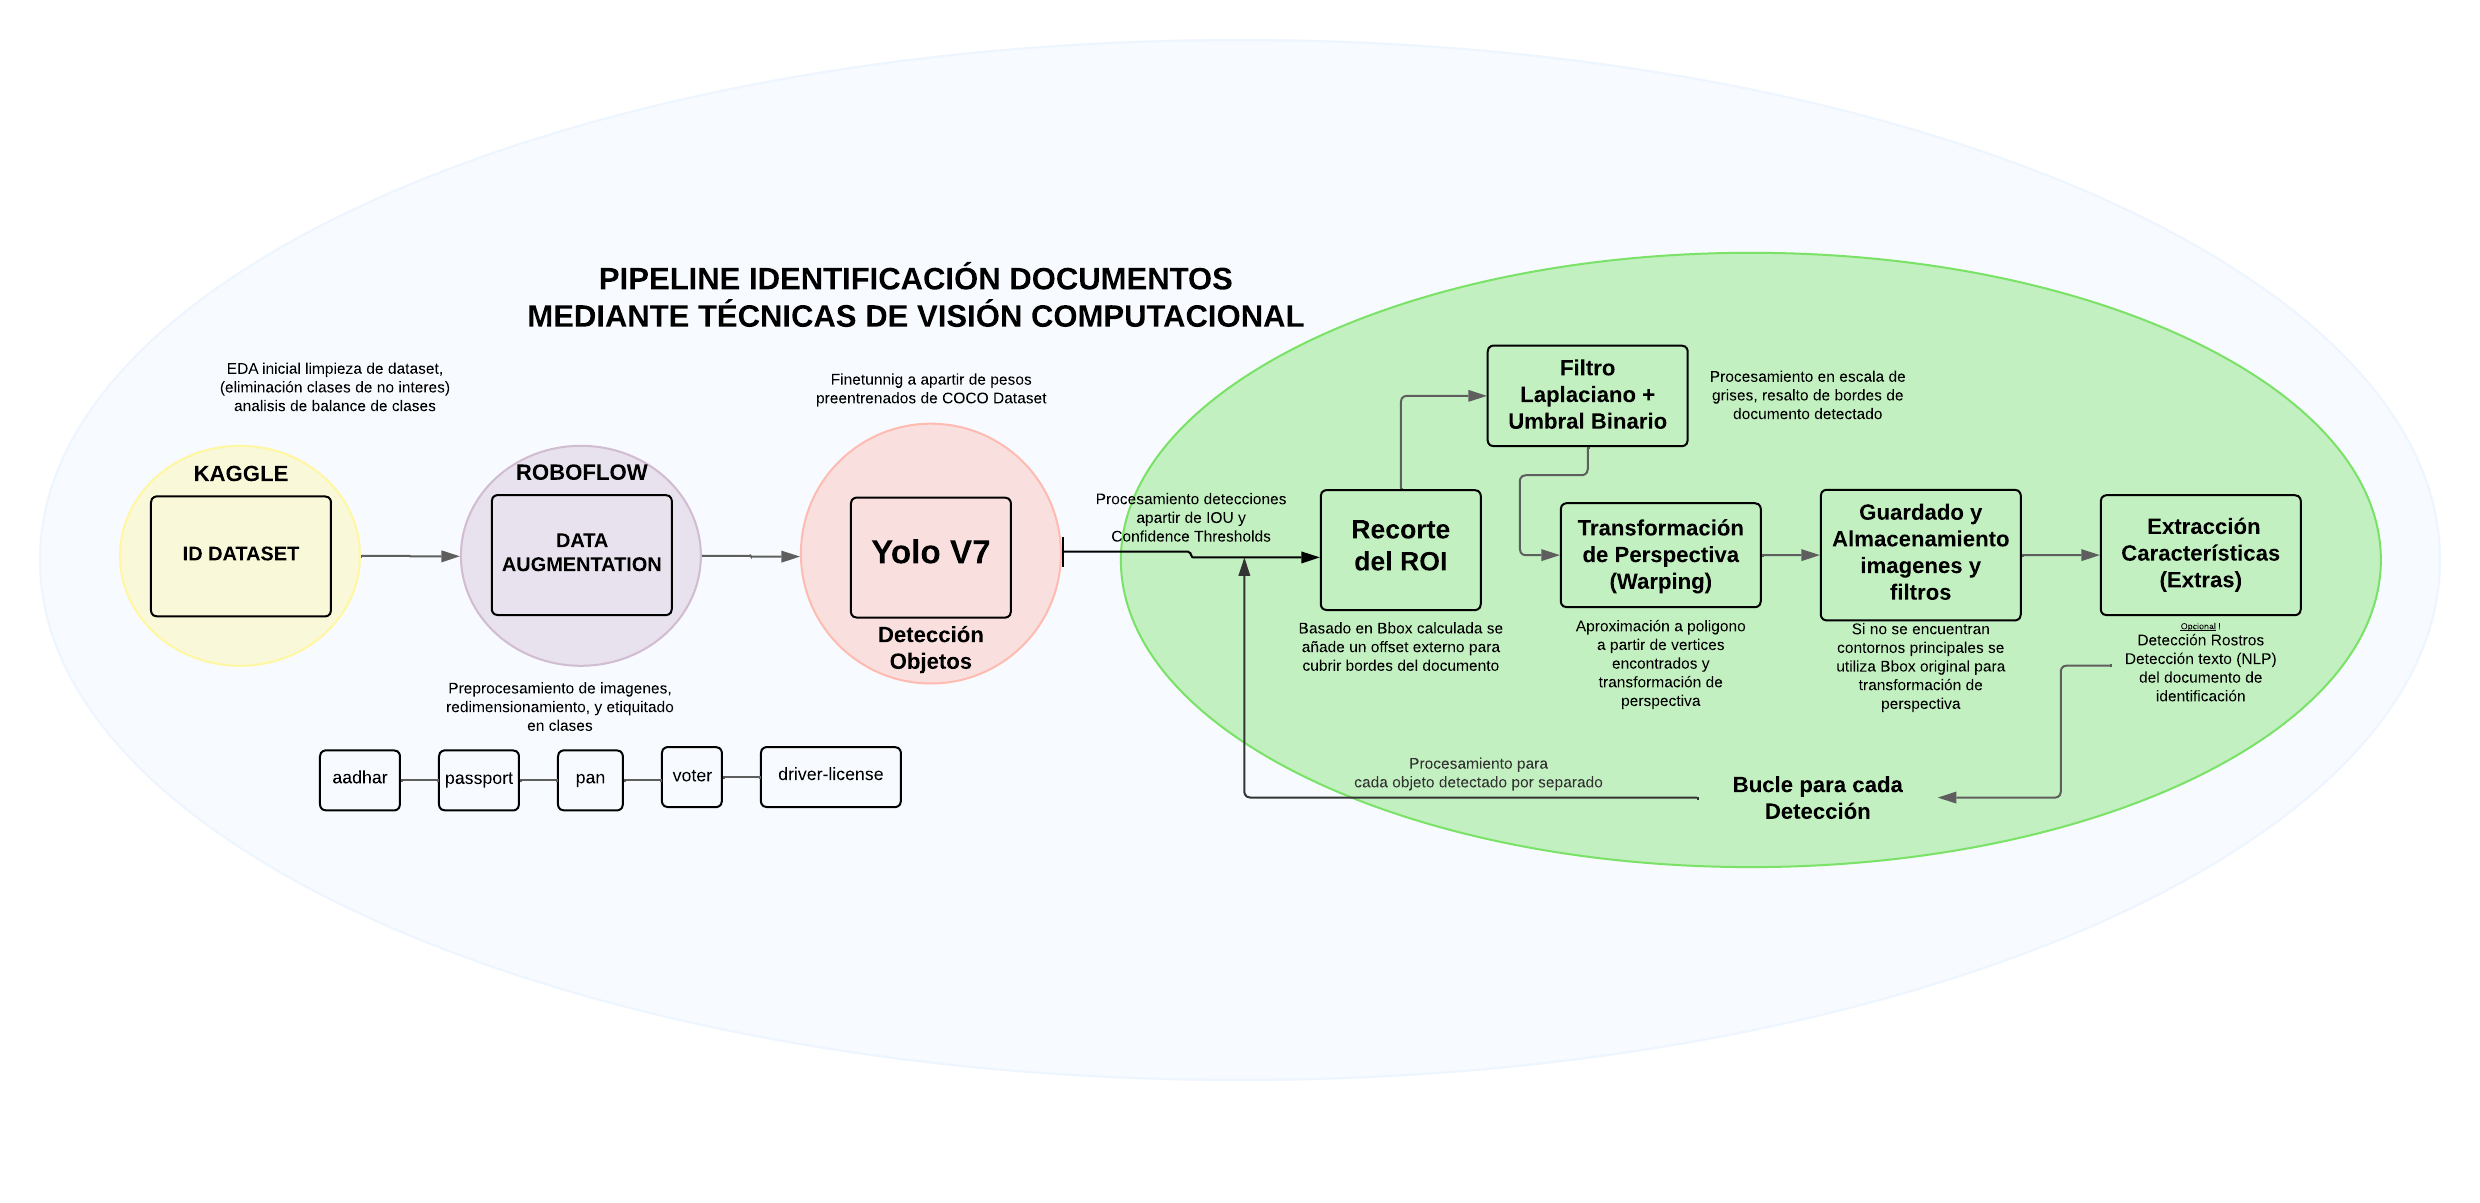 PIPELINE IDENTIFICACIÓN DOCUMENTOS
MEDIANTE TÉCNICAS DE VISIÓN COMPUTACIONAL
EDA inicial limpieza de dataset,
(eliminación clases de no interes)
analisis de balance de clases
KAGGLE
ID DATASET
ROBOFLOW
DATA
AUGMENTATION
Preprocesamiento de imagenes,
redimensionamiento, y etiquitado
en clases
aadhar
passport
pan
voter
driver-license
Finetunnig a apartir de pesos
preentrenados de COCO Dataset
Yolo V7
Detección
Objetos
Procesamiento detecciones
apartir de IOU y
Confidence Thresholds
Recorte
del ROI
Basado en Bbox calculada se
añade un offset externo para
cubrir bordes del documento
Filtro
Laplaciano +
Umbral Binario
Procesamiento en escala de
grises, resalto de bordes de
documento detectado
Transformación
de Perspectiva
(Warping)
Aproximación a poligono
a partir de vertices
encontrados y
transformación de
perspectiva
Guardado y
Almacenamiento
imagenes y
filtros
Si no se encuentran
contornos principales se
utiliza Bbox original para
transformación de
perspectiva
Extracción
Características
(Extras)
Opcional !
Detección Rostros
Detección texto (NLP)
del documento de
identificación
Bucle para cada
Detección
Procesamiento para
cada objeto detectado por separado